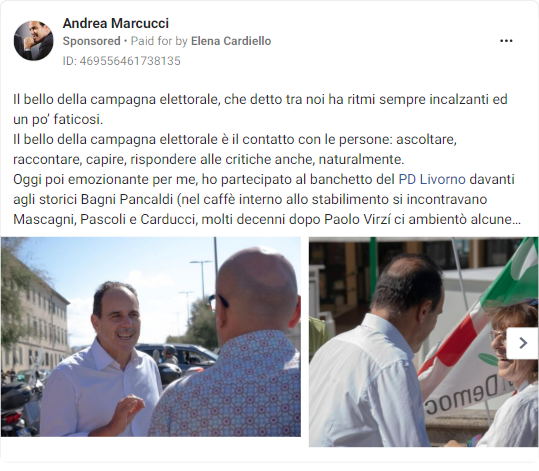 Andrea Marcucci
Sponsored • Paid for by Elena Cardiello
ID: 469556461738135
Il bello della campagna elettorale, che detto tra noi ha ritmi sempre incalzanti ed
un po’ faticosi.
Il bello della campagna elettorale è il contatto con le persone: ascoltare,
raccontare, capire, rispondere alle critiche anche, naturalmente.
Oggi poi emozionante per me, ho partecipato al banchetto del PD Livorno davanti
agli storici Bagni Pancaldi (nel caffè interno allo stabilimento si incontravano
Mascagni, Pascoli e Carducci, molti decenni dopo Paolo Virzí ci ambientò alcune…
Democ